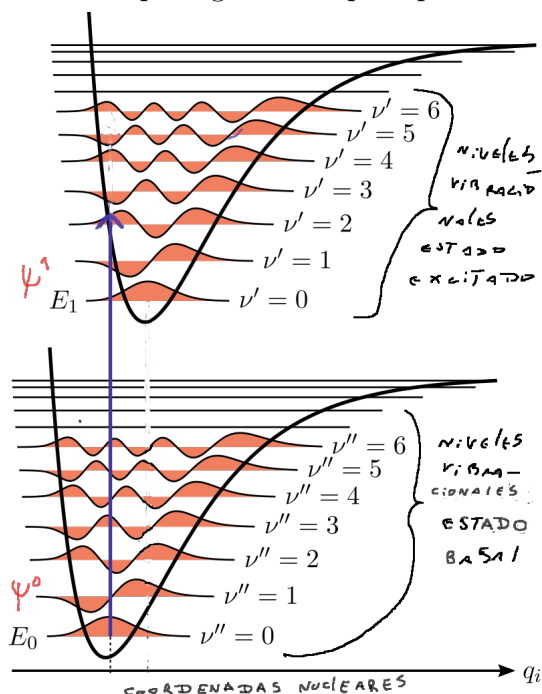 ν′ = 6
ν′ = 5
ν′ = 4
ν′ = 3
ν′ = 2
ν′ = 1
E₁ ν′ = 0
ψ¹
NIVELES
VIBRACIO
NALES
ESTADO
EXCITADO
ν″ = 6
ν″ = 5
ν″ = 4
ν″ = 3
ν″ = 2
ν″ = 1
E₀ ν″ = 0
ψ⁰
NIVELES
VIBRA-
CIONALES
ESTADO
BASAl
qᵢ
COORDENADAS NUCLEARES